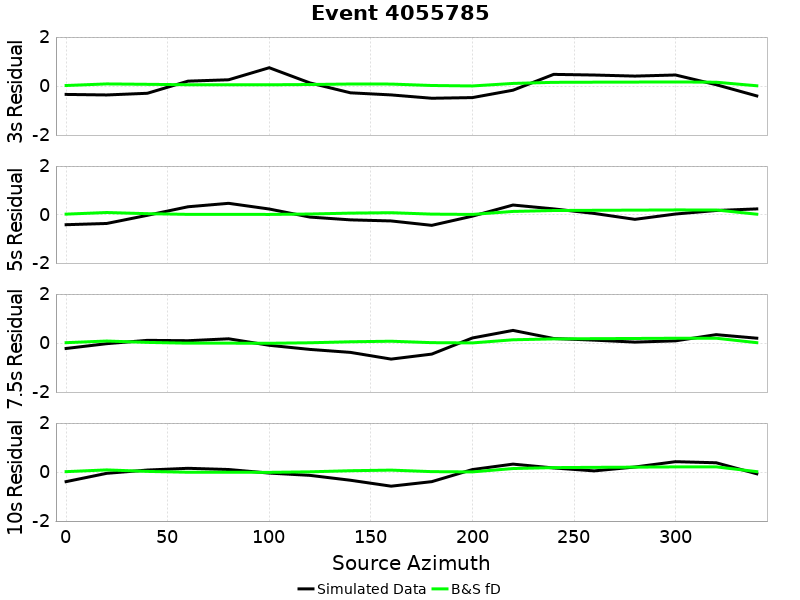 Event 4055785
3s Residual
2
0
-2
5s Residual
2
0
-2
7.5s Residual
2
0
-2
10s Residual
2
0
-2
0 50 100 150 200 250 300
Source Azimuth
Simulated Data B&S fD